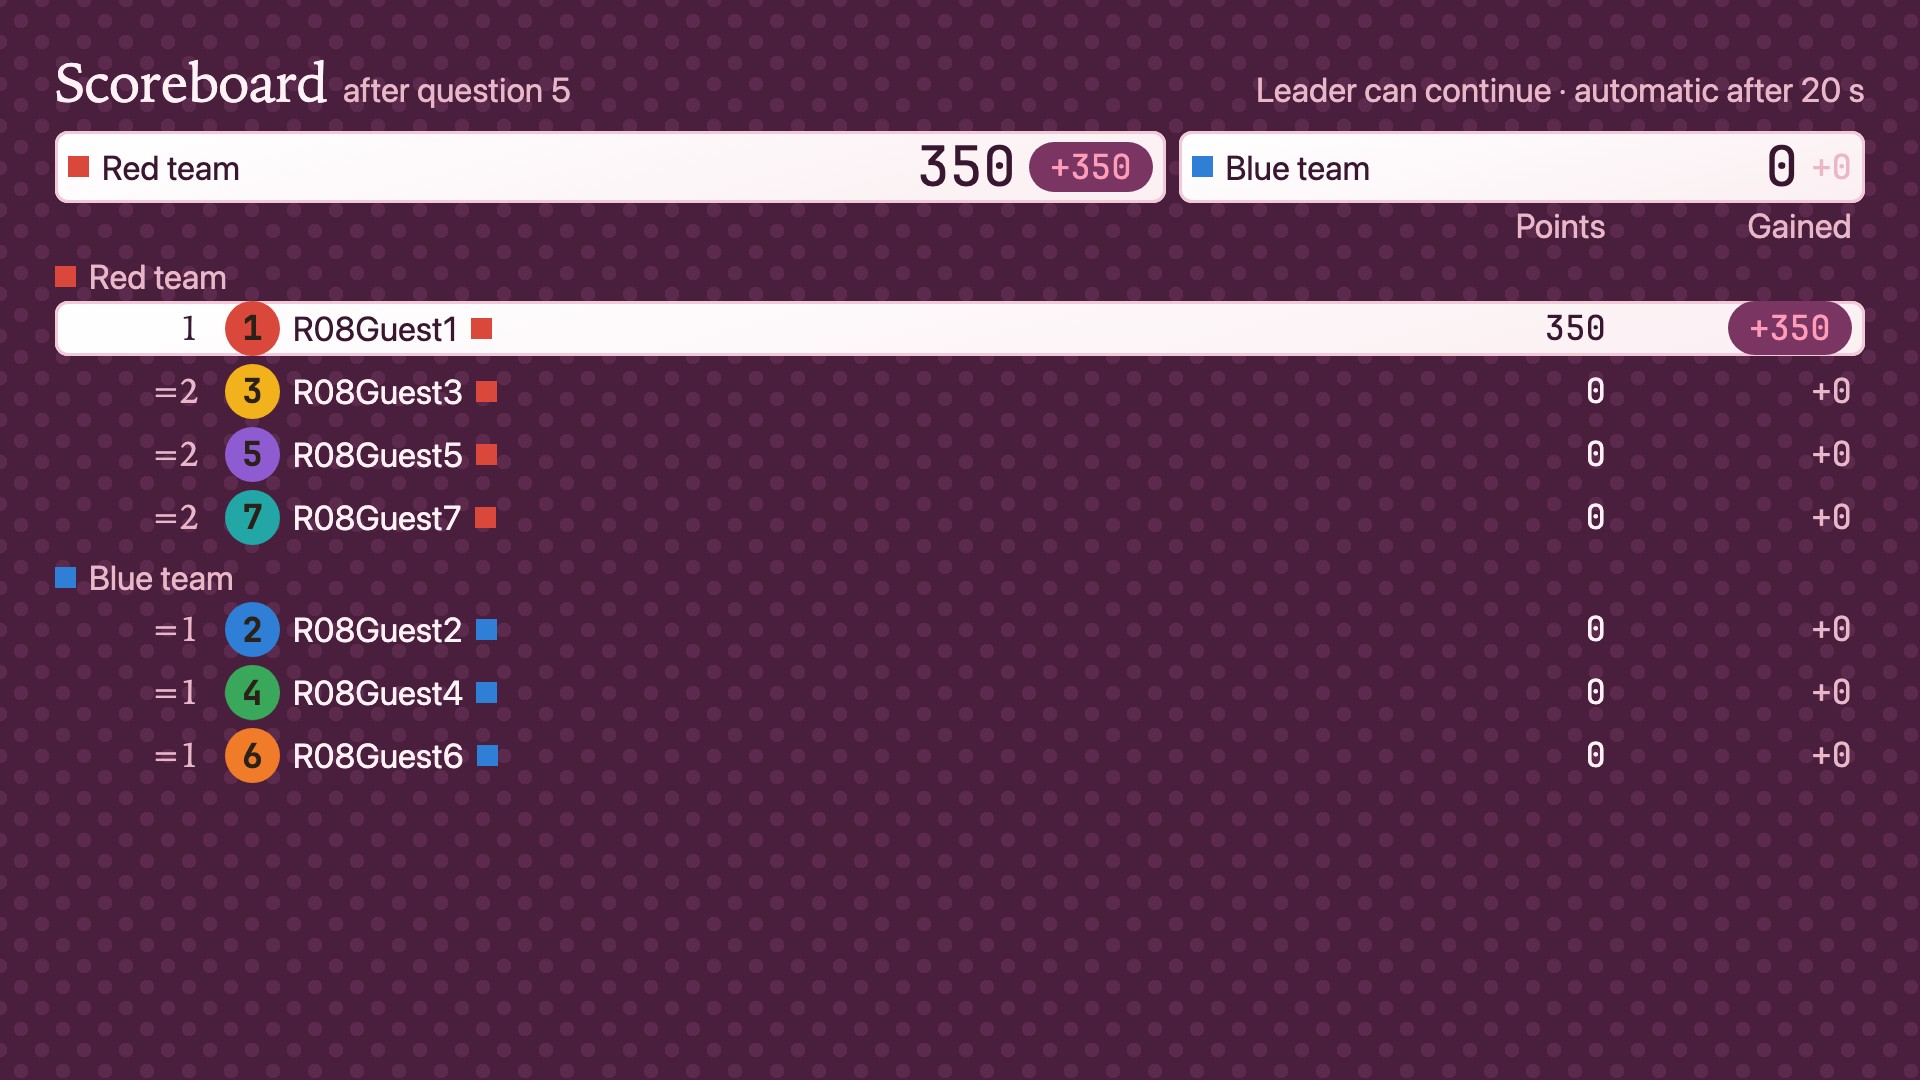 Scoreboard after question 5
Leader can continue · automatic after 20 s
Red team 350 +350
Blue team 0 +0
Points Gained
Red team
1 1 R08Guest1 350 +350
=2 3 R08Guest3 0 +0
=2 5 R08Guest5 0 +0
=2 7 R08Guest7 0 +0
Blue team
=1 2 R08Guest2 0 +0
=1 4 R08Guest4 0 +0
=1 6 R08Guest6 0 +0